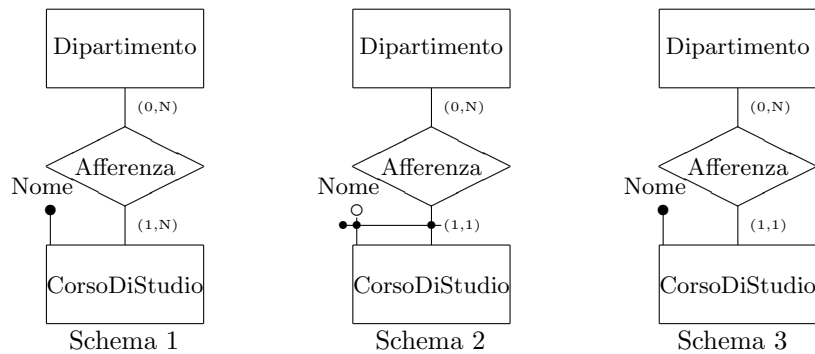 Dipartimento Dipartimento Dipartimento
(0,N) (0,N) (0,N)
Afferenza Afferenza Afferenza
Nome Nome Nome
(1,N) (1,1) (1,1)
CorsoDiStudio CorsoDiStudio CorsoDiStudio
Schema 1 Schema 2 Schema 3